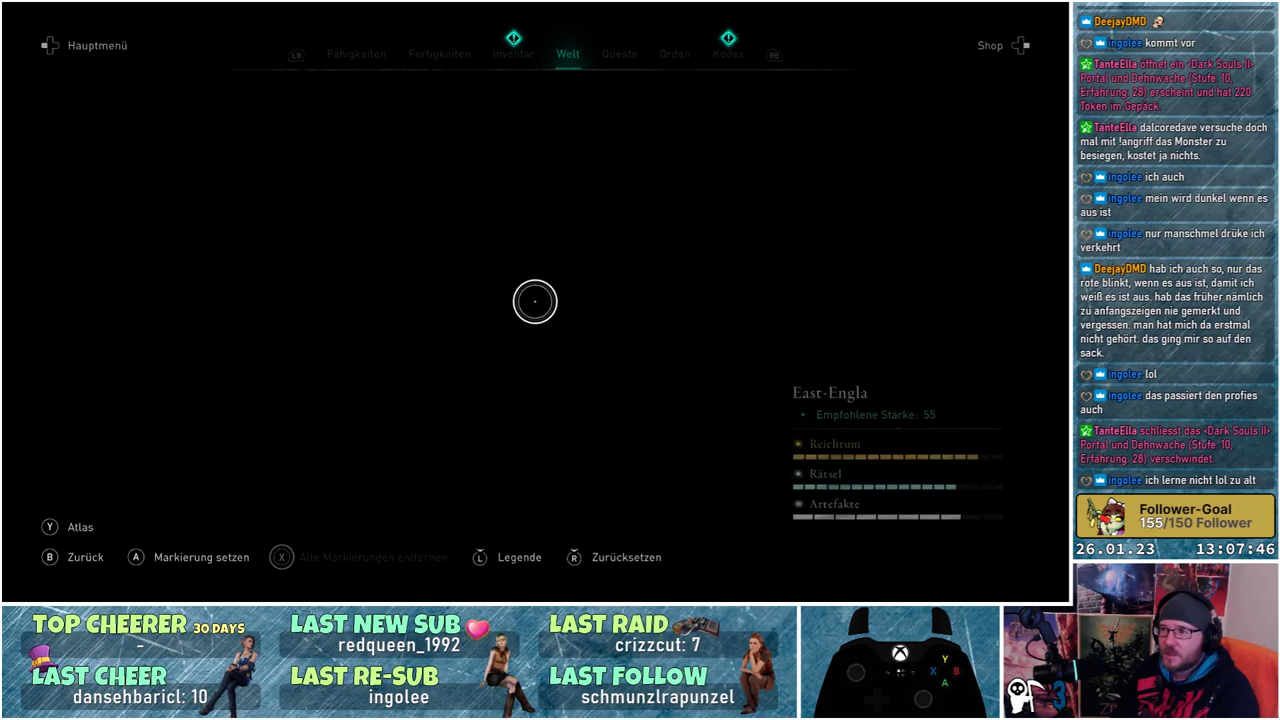 Hauptmenü
LB
Fähigkeiten
Fertigkeiten
Inventar
Welt
Quests
Orden
Kodex
RB
Shop
East-Engla
Empfohlene Stärke: 55
Reichtum
Rätsel
Artefakte
Y Atlas
B Zurück
A Markierung setzen
X Alle Markierungen entfernen
L Legende
R Zurücksetzen
DeejayDMD
ingolee kommt vor
TanteElla öffnet ein <Dark Souls II>
Portal und Dehnwache (Stufe: 10,
Erfahrung: 28) erscheint und hat 220
Token im Gepäck.
TanteElla dalcoredave versuche doch
mal mit !angriff das Monster zu
besiegen, kostet ja nichts.
ingolee ich auch
ingolee mein wird dunkel wenn es
aus ist
ingolee nur manschmel drüke ich
verkehrt
DeejayDMD hab ich auch so, nur das
rote blinkt, wenn es aus ist, damit ich
weiß es ist aus. hab das früher nämlich
zu anfangszeigen nie gemerkt und
vergessen. man hat mich da erstmal
nicht gehört. das ging mir so auf den
sack.
ingolee lol
ingolee das passiert den profies
auch
TanteElla schliesst das <Dark Souls II>
Portal und Dehnwache (Stufe: 10,
Erfahrung: 28) verschwindet.
ingolee ich lerne nicht lol zu alt
Follower-Goal
155/150 Follower
26.01.23 13:07:46
TOP CHEERER 30 DAYS
-
LAST CHEER
dansehbaricl: 10
LAST NEW SUB
redqueen_1992
LAST RE-SUB
ingolee
LAST RAID
crizzcut: 7
LAST FOLLOW
schmunzlrapunzel
Y
X B
A
3